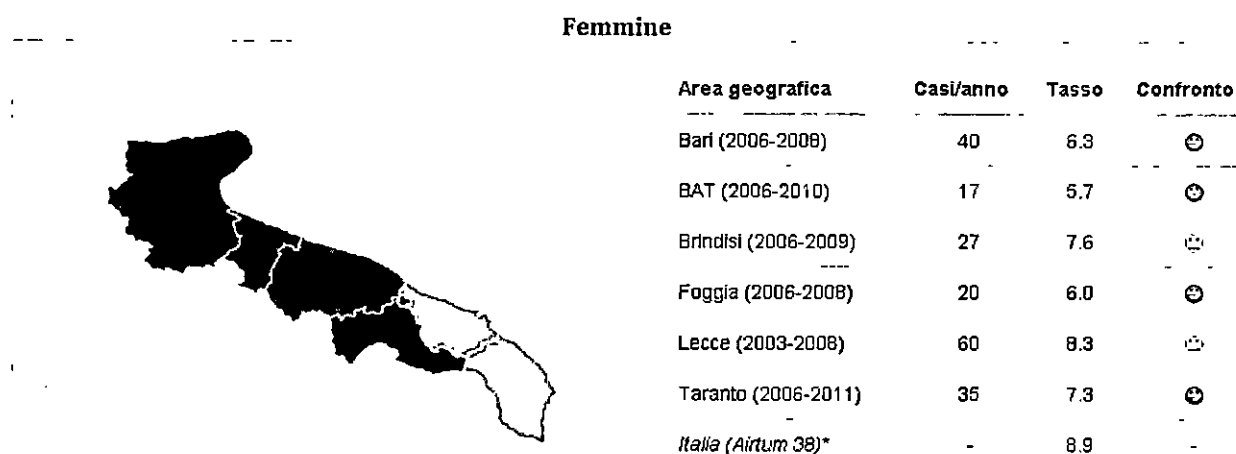 Femmine
Area geografica Casi/anno Tasso Confronto
Bari (2006-2008) 40 6.3
BAT (2006-2010) 17 5.7
Brindisi (2006-2009) 27 7.6
Foggia (2006-2008) 20 6.0
Lecce (2003-2008) 60 8.3
Taranto (2006-2011) 35 7.3
Italia (Airtum 38)* - 8.9 -